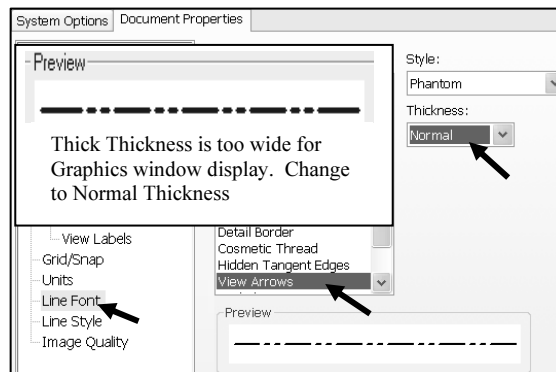 System Options Document Properties
Preview
Thick Thickness is too wide for
Graphics window display. Change
to Normal Thickness
Style:
Phantom
Thickness:
Normal
View Labels
Grid/Snap
Units
Line Font
Line Style
Image Quality
Detail Border
Cosmetic Thread
Hidden Tangent Edges
View Arrows
Preview